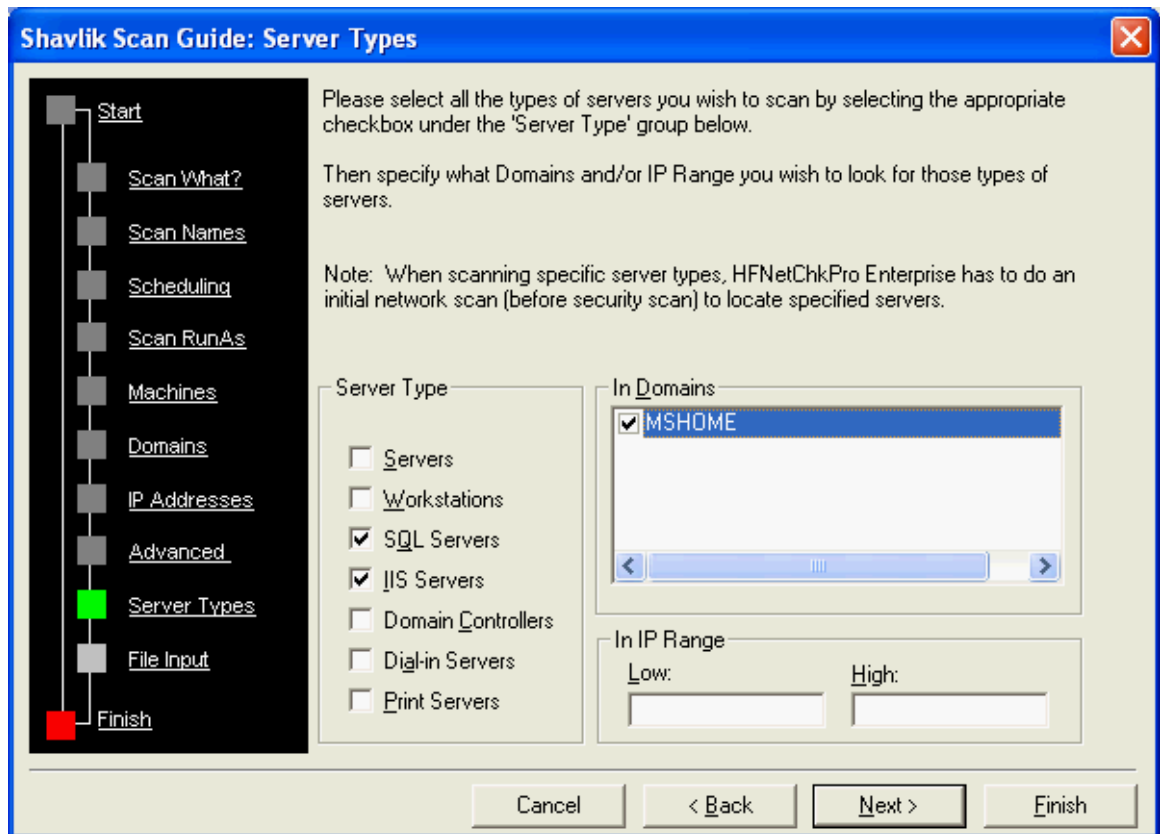 Shavlik Scan Guide: Server Types
Start
Scan What?
Scan Names
Scheduling
Scan RunAs
Machines
Domains
IP Addresses
Advanced
Server Types
File Input
Finish
Please select all the types of servers you wish to scan by selecting the appropriate
checkbox under the 'Server Type' group below.
Then specify what Domains and/or IP Range you wish to look for those types of
servers.
Note: When scanning specific server types, HFNetChkPro Enterprise has to do an
initial network scan (before security scan) to locate specified servers.
Server Type
Servers
Workstations
SQL Servers
IIS Servers
Domain Controllers
Dial-in Servers
Print Servers
In Domains
MSHOME
In IP Range
Low:
High:
Cancel
< Back
Next >
Finish